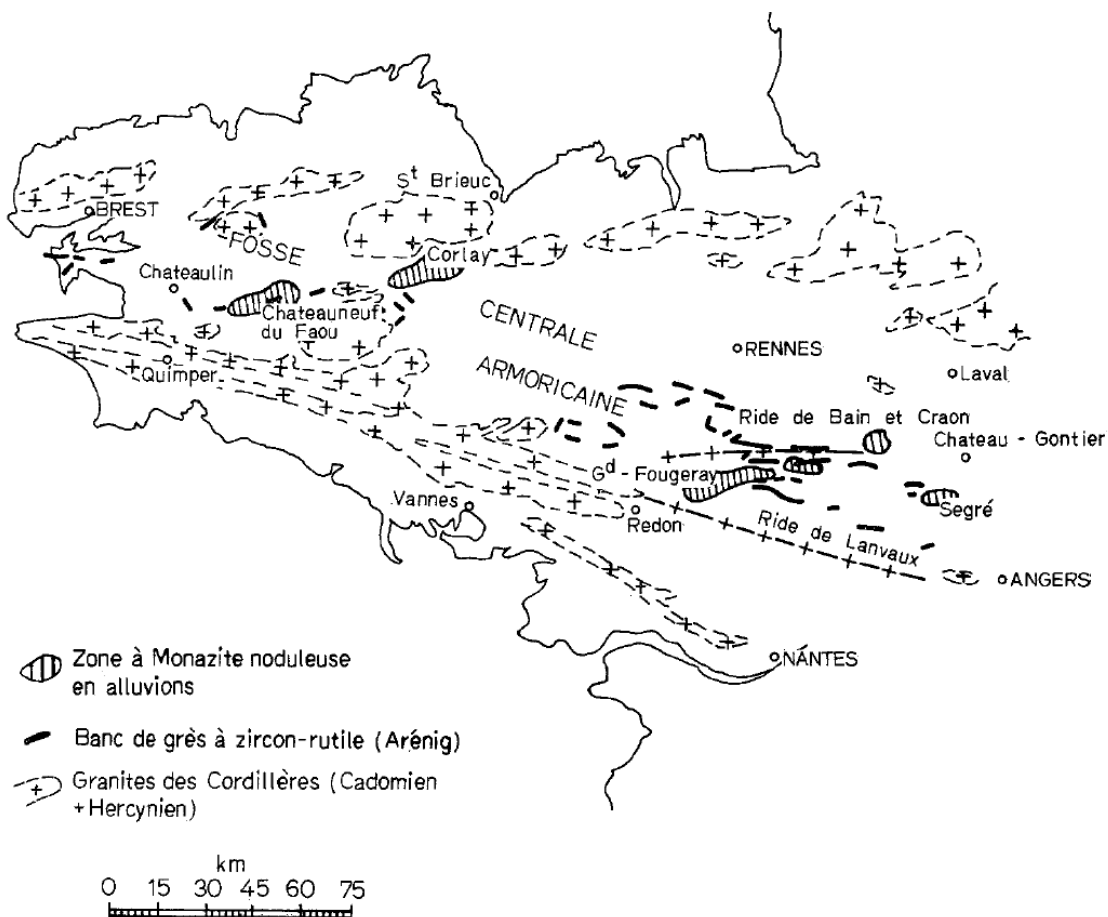 St Brieuc
BREST
FOSSE
Corlay
Chateaulin
Chateauneuf
du Faou
CENTRALE
RENNES
Quimper
ARMORICAINE
Laval
Ride de Bain et Craon
Chateau - Gontier
Gd - Fougeray
Vannes
Segré
Redon
Ride de Lanvaux
ANGERS
NÁNTES
Zone à Monazite noduleuse
en alluvions
Banc de grès à zircon-rutile (Arénig)
Granites des Cordillères (Cadomien
+Hercynien)
km
0 15 30 45 60 75